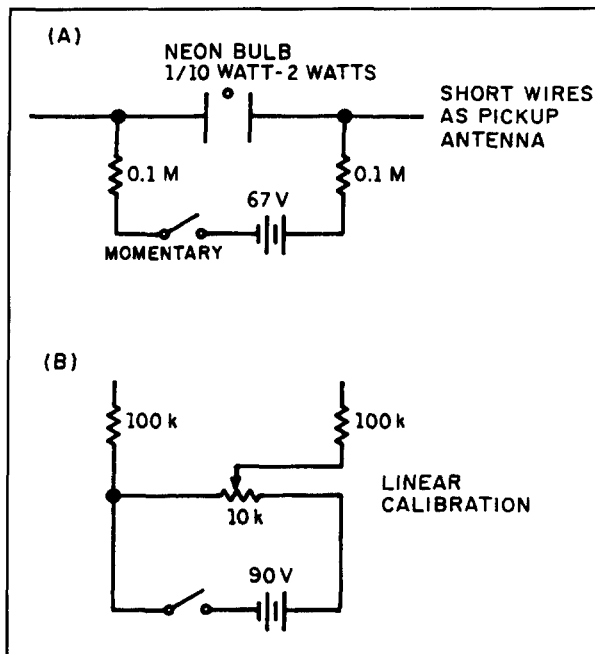 (A)
NEON BULB
1/10 WATT-2 WATTS
SHORT WIRES
AS PICKUP
ANTENNA
0.1 M
0.1 M
67 V
MOMENTARY
(B)
100 k
100 k
LINEAR
CALIBRATION
10 k
90 V